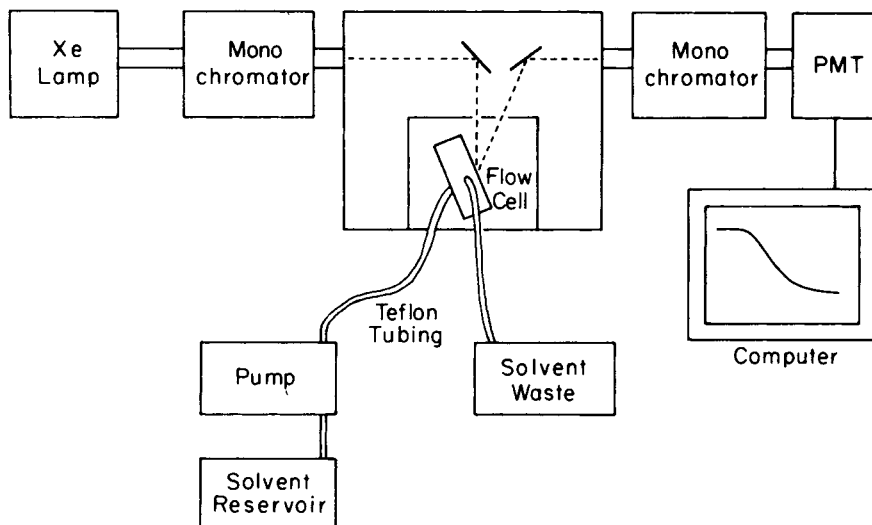 Xe
Lamp
Mono
chromator
Mono
chromator
PMT
Flow
Cell
Teflon
Tubing
Computer
Pump
Solvent
Waste
Solvent
Reservoir